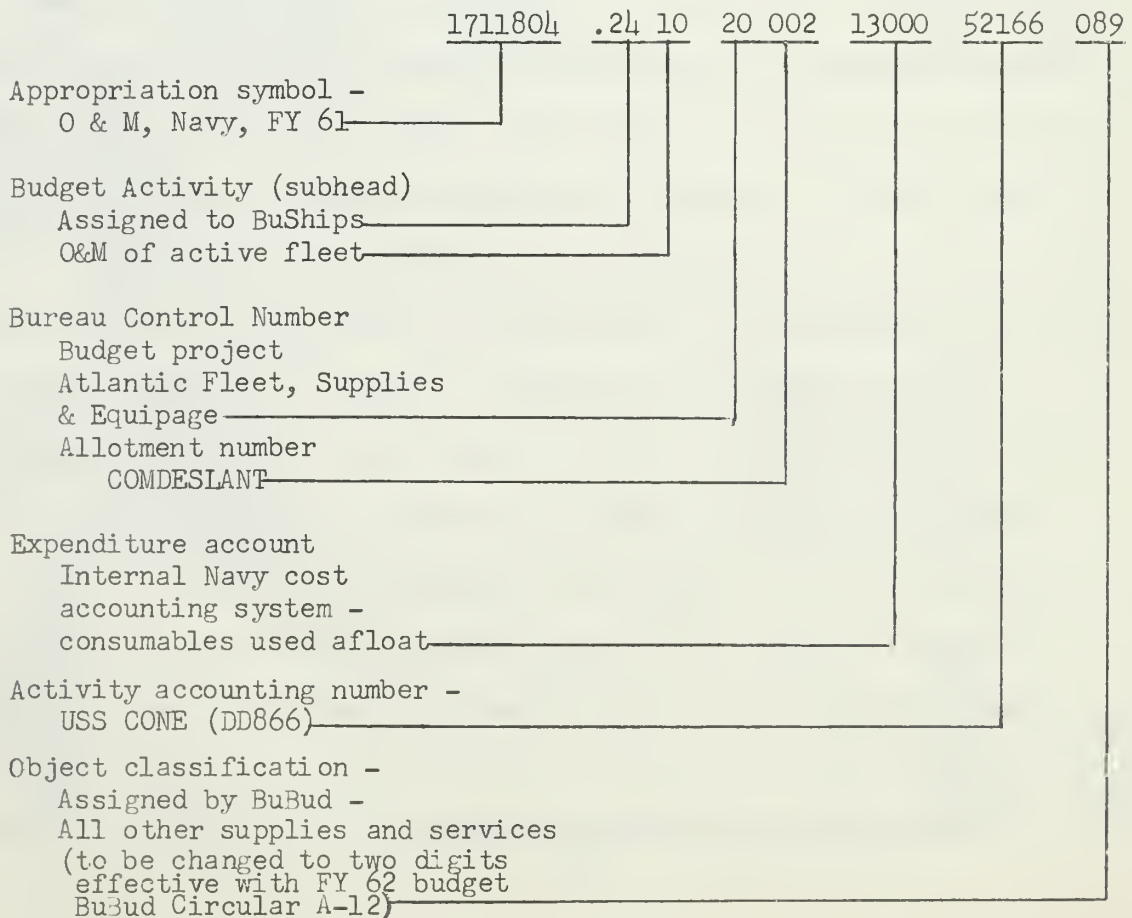 1711804 .24 10 20 002 13000 52166 089
Appropriation symbol -
O & M, Navy, FY 61
Budget Activity (subhead)
Assigned to BuShips
O&M of active fleet
Bureau Control Number
Budget project
Atlantic Fleet, Supplies
& Equipage
Allotment number
COMDESLANT
Expenditure account
Internal Navy cost
accounting system -
consumables used afloat
Activity accounting number -
USS CONE (DD866)
Object classification -
Assigned by BuBud -
All other supplies and services
(to be changed to two digits
effective with FY 62 budget
BuBud Circular A-12)